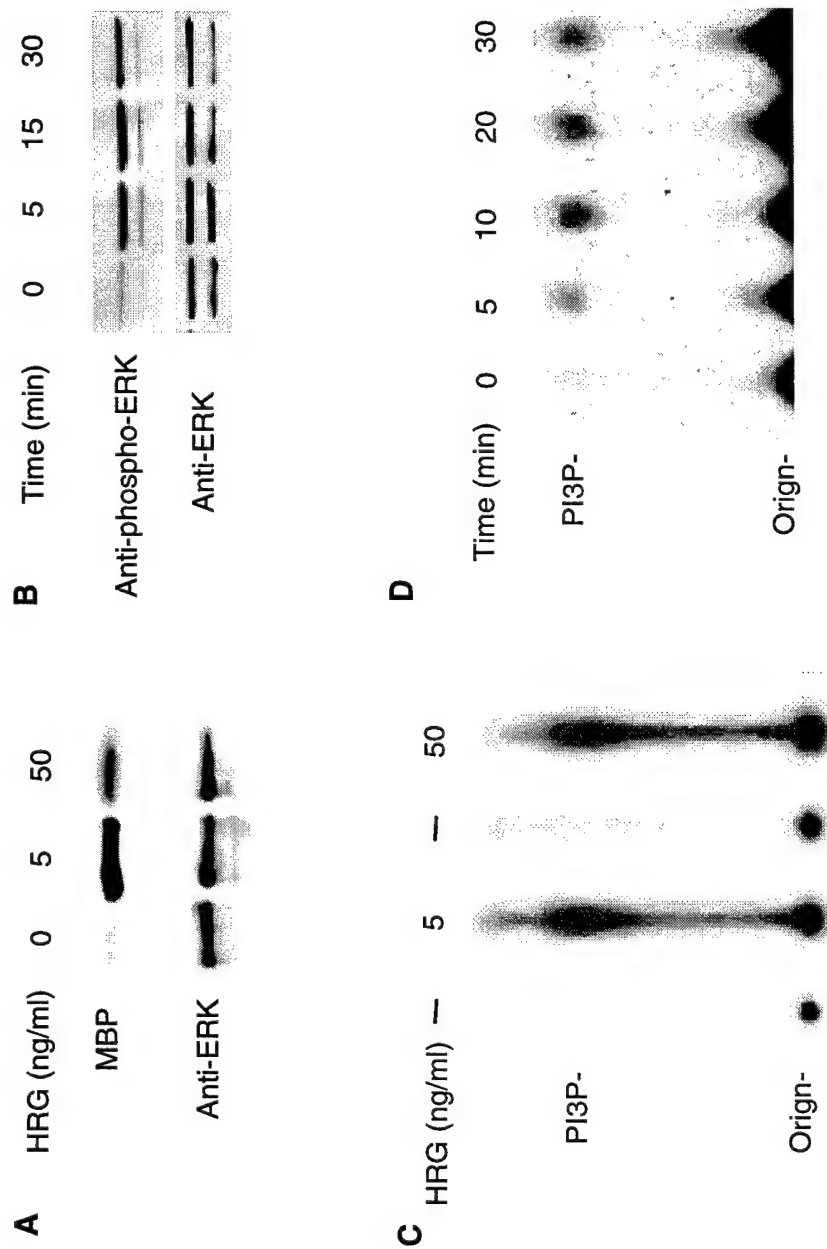 A
HRG (ng/ml) 0 5 50
MBP
Anti-ERK
B
Time (min) 0 5 15 30
Anti-phospho-ERK
Anti-ERK
C
HRG (ng/ml) — 5 — 50
PI3P-
Orign-
D
Time (min) 0 5 10 20 30
PI3P-
Orign-